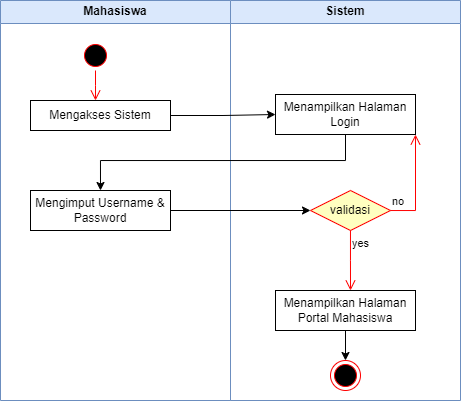 Mahasiswa
Sistem
Mengakses Sistem
Menampilkan Halaman
Login
Mengimput Username &
Password
validasi
no
yes
Menampilkan Halaman
Portal Mahasiswa